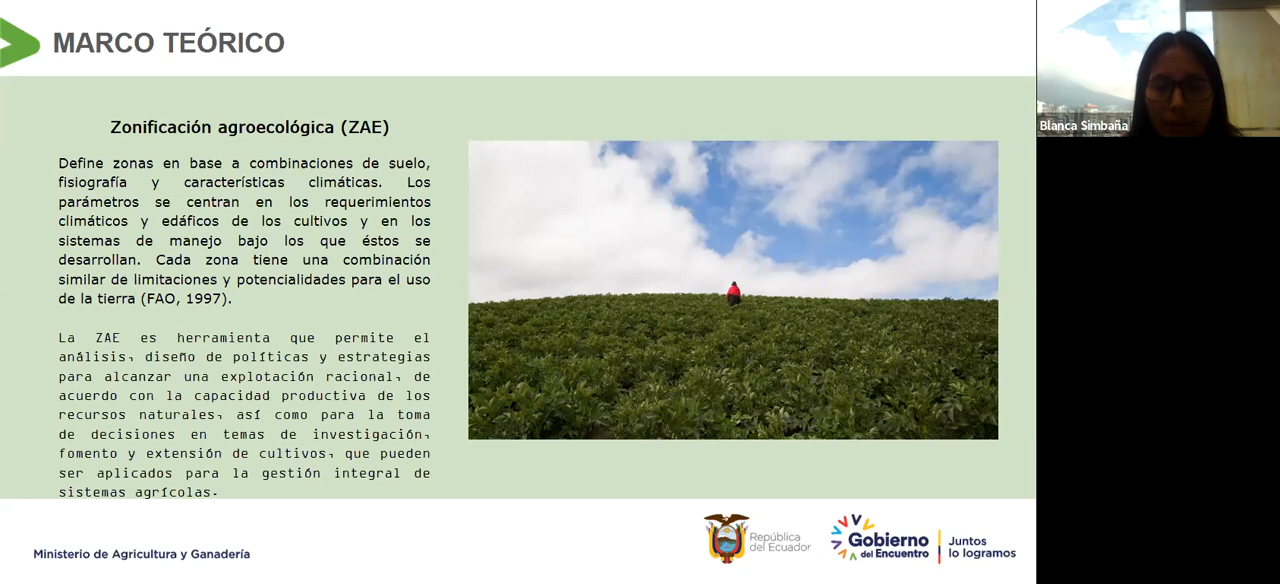 MARCO TEÓRICO
Zonificación agroecológica (ZAE)
Define zonas en base a combinaciones de suelo,
fisiografía y características climáticas. Los
parámetros se centran en los requerimientos
climáticos y edáficos de los cultivos y en los
sistemas de manejo bajo los que éstos se
desarrollan. Cada zona tiene una combinación
similar de limitaciones y potencialidades para el uso
de la tierra (FAO, 1997).
La ZAE es herramienta que permite el
análisis, diseño de políticas y estrategias
para alcanzar una explotación racional, de
acuerdo con la capacidad productiva de los
recursos naturales, así como para la toma
de decisiones en temas de investigación,
fomento y extensión de cultivos, que pueden
ser aplicados para la gestión integral de
sistemas agrícolas.
Blanca Simbaña
Ministerio de Agricultura y Ganadería
República
del Ecuador
Gobierno
del Encuentro
Juntos
lo logramos